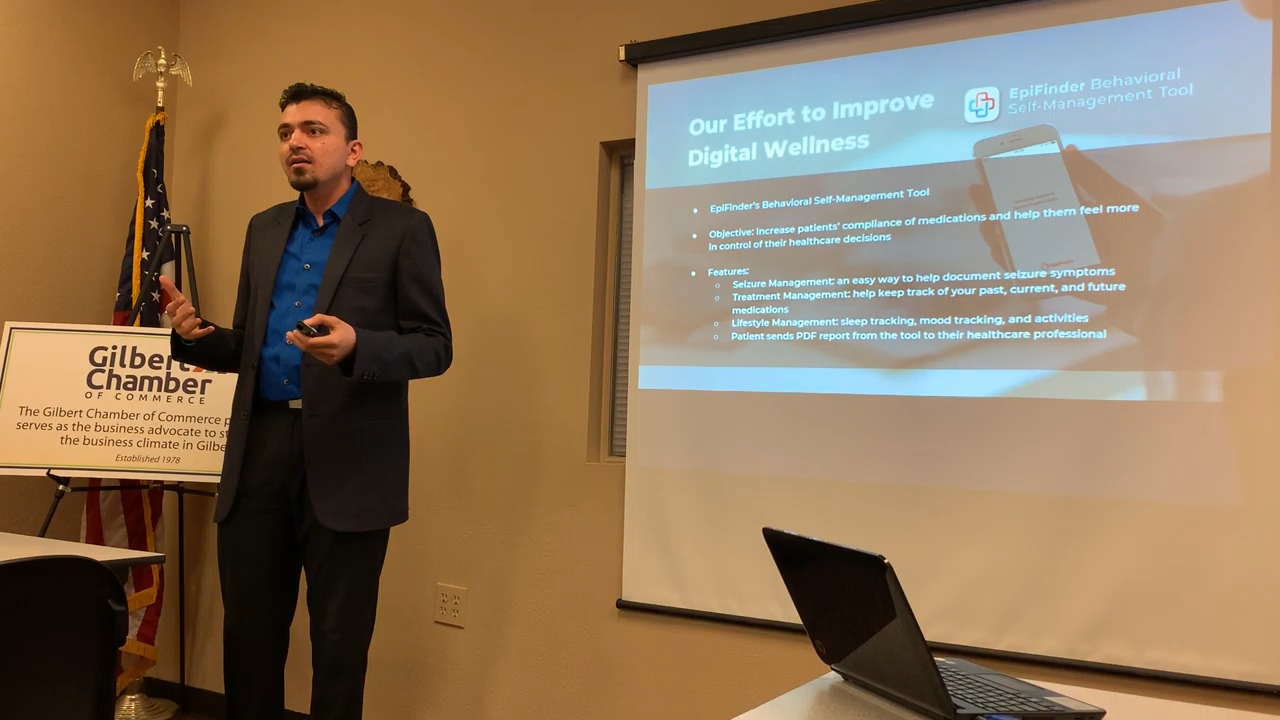 Gilbert
Chamber
OF COMMERCE
The Gilbert Chamber of Commerce
serves as the business advocate to
the business climate in
Established 1978
Our Effort to Improve
Digital Wellness
EpiFinder Behavioral
Self-Management Tool
• EpiFinder's Behavioral Self-Management Tool
• Objective: Increase patients' compliance of medications and help them feel more
in control of their healthcare decisions
• Features:
○ Seizure Management: an easy way to help document seizure symptoms
○ Treatment Management: help keep track of your past, current, and future
medications
○ Lifestyle Management: sleep tracking, mood tracking, and activities
○ Patient sends PDF report from the tool to their healthcare professional